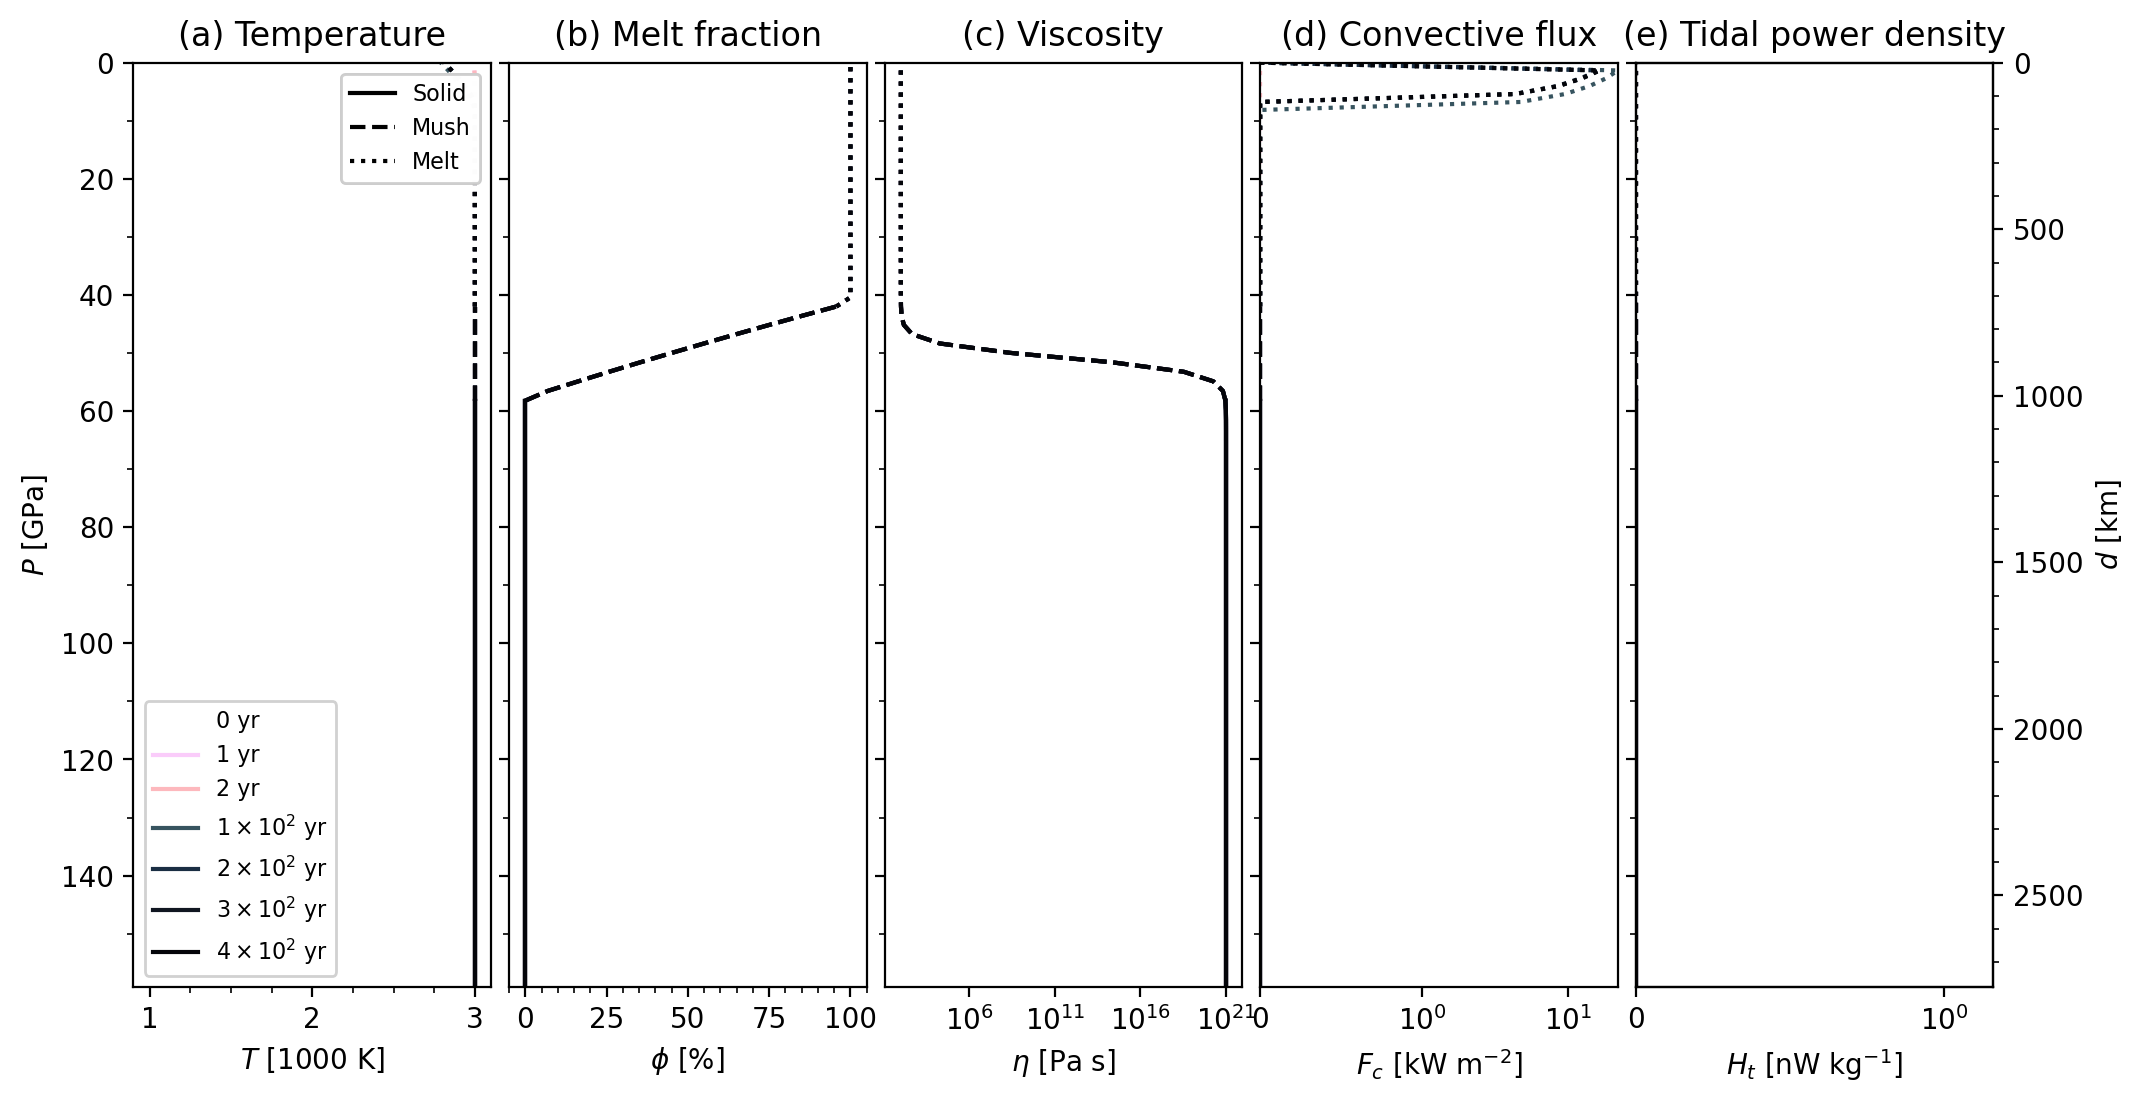 (a) Temperature
(b) Melt fraction
(c) Viscosity
(d) Convective flux
(e) Tidal power density
Solid
Mush
Melt
0 yr
1 yr
2 yr
1 × 10² yr
2 × 10² yr
3 × 10² yr
4 × 10² yr
0
20
40
60
80
100
120
140
P [GPa]
0
500
1000
1500
2000
2500
d [km]
1 2 3
0 25 50 75 100
10⁶ 10¹¹ 10¹⁶ 10²¹
0 10⁰ 10¹
0 10⁰
T [1000 K]
ϕ [%]
η [Pa s]
F_c [kW m⁻²]
H_t [nW kg⁻¹]